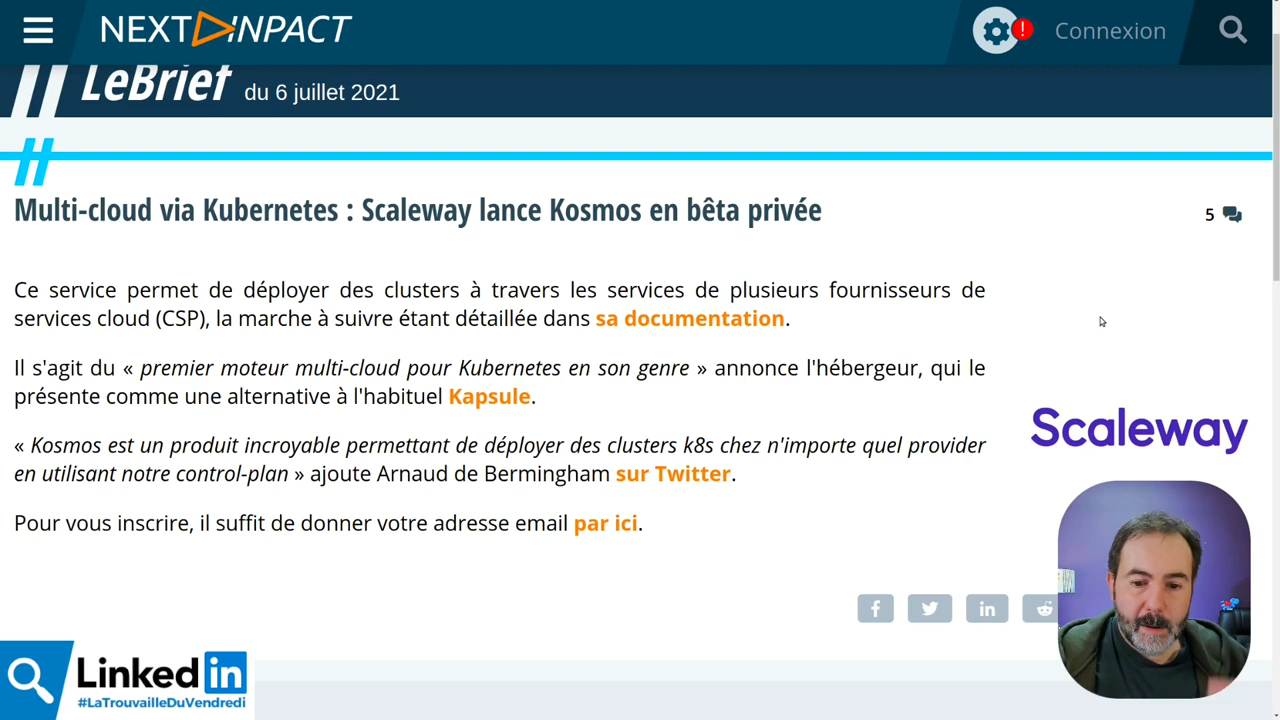 NEXT INPACT
! Connexion
LeBrief du 6 juillet 2021
Multi-cloud via Kubernetes : Scaleway lance Kosmos en bêta privée
5
Ce service permet de déployer des clusters à travers les services de plusieurs fournisseurs de
services cloud (CSP), la marche à suivre étant détaillée dans sa documentation.
Il s'agit du « premier moteur multi-cloud pour Kubernetes en son genre » annonce l'hébergeur, qui le
présente comme une alternative à l'habituel Kapsule.
Scaleway
« Kosmos est un produit incroyable permettant de déployer des clusters k8s chez n'importe quel provider
en utilisant notre control-plan » ajoute Arnaud de Bermingham sur Twitter.
Pour vous inscrire, il suffit de donner votre adresse email par ici.
f in
Linked in
#LaTrouvailleDuVendredi